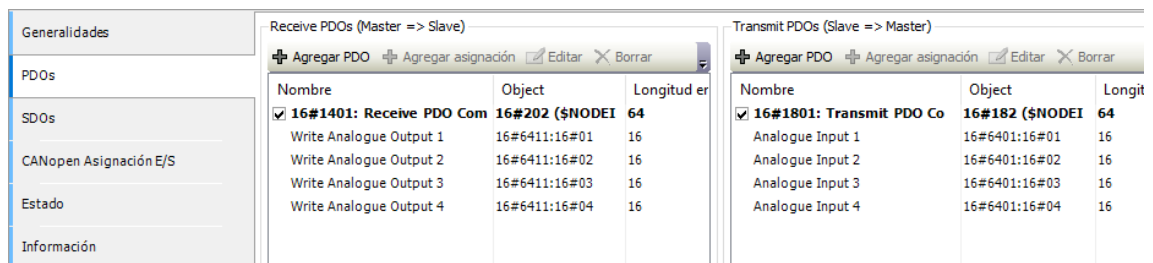 Generalidades
PDOs
SDOs
CANopen Asignación E/S
Estado
Información
Receive PDOs (Master => Slave)
Agregar PDO Agregar asignación Editar Borrar
Nombre Object Longitud er
16#1401: Receive PDO Com 16#202 ($NODEI 64
Write Analogue Output 1 16#6411:16#01 16
Write Analogue Output 2 16#6411:16#02 16
Write Analogue Output 3 16#6411:16#03 16
Write Analogue Output 4 16#6411:16#04 16
Transmit PDOs (Slave => Master)
Agregar PDO Agregar asignación Editar Borrar
Nombre Object Longit
16#1801: Transmit PDO Co 16#182 ($NODEI 64
Analogue Input 1 16#6401:16#01 16
Analogue Input 2 16#6401:16#02 16
Analogue Input 3 16#6401:16#03 16
Analogue Input 4 16#6401:16#04 16